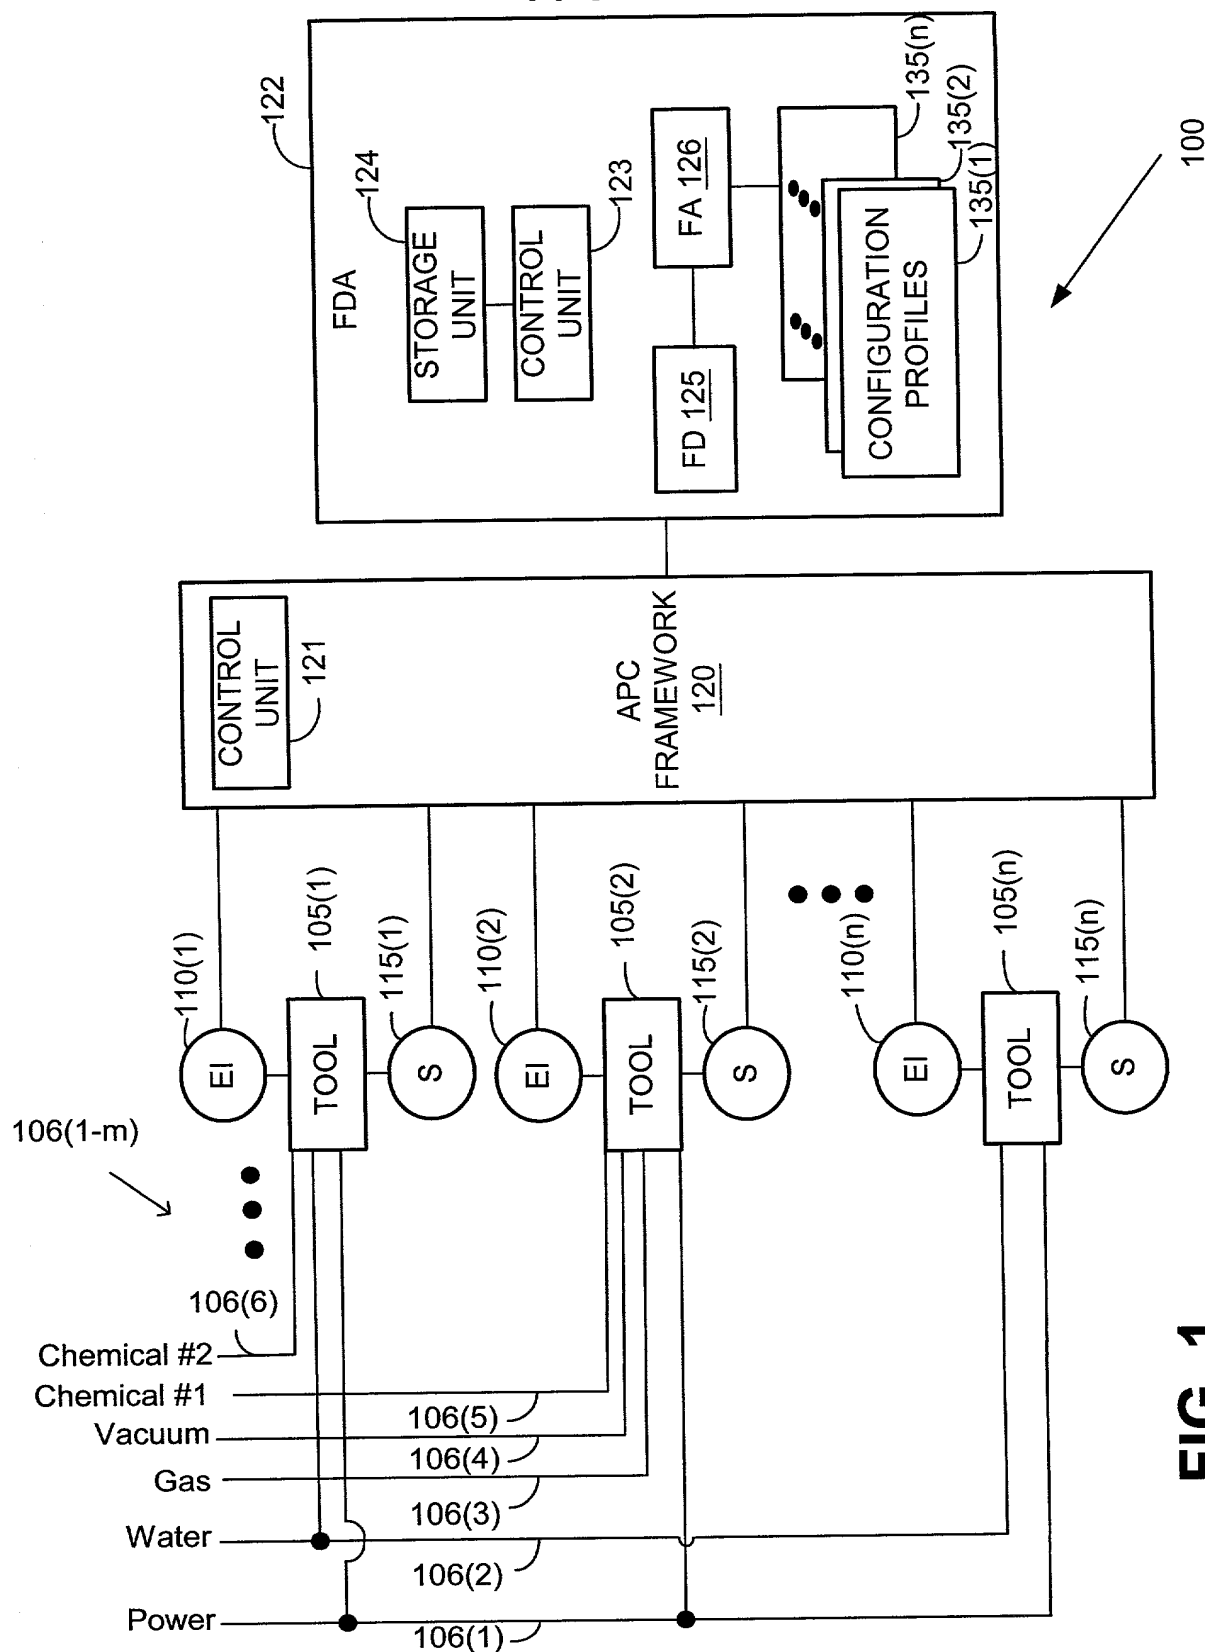 122
FDA
124
STORAGE
UNIT
CONTROL
UNIT
123
FD 125
FA 126
CONFIGURATION
PROFILES
135(n)
135(2)
135(1)
100
CONTROL
UNIT
121
APC
FRAMEWORK
120
110(1)
EI
105(1)
TOOL
115(1)
S
110(2)
EI
105(2)
TOOL
115(2)
S
110(n)
EI
105(n)
TOOL
115(n)
S
106(1-m)
106(6)
Chemical #2
Chemical #1
106(5)
Vacuum
106(4)
Gas
106(3)
Water
106(2)
Power
106(1)